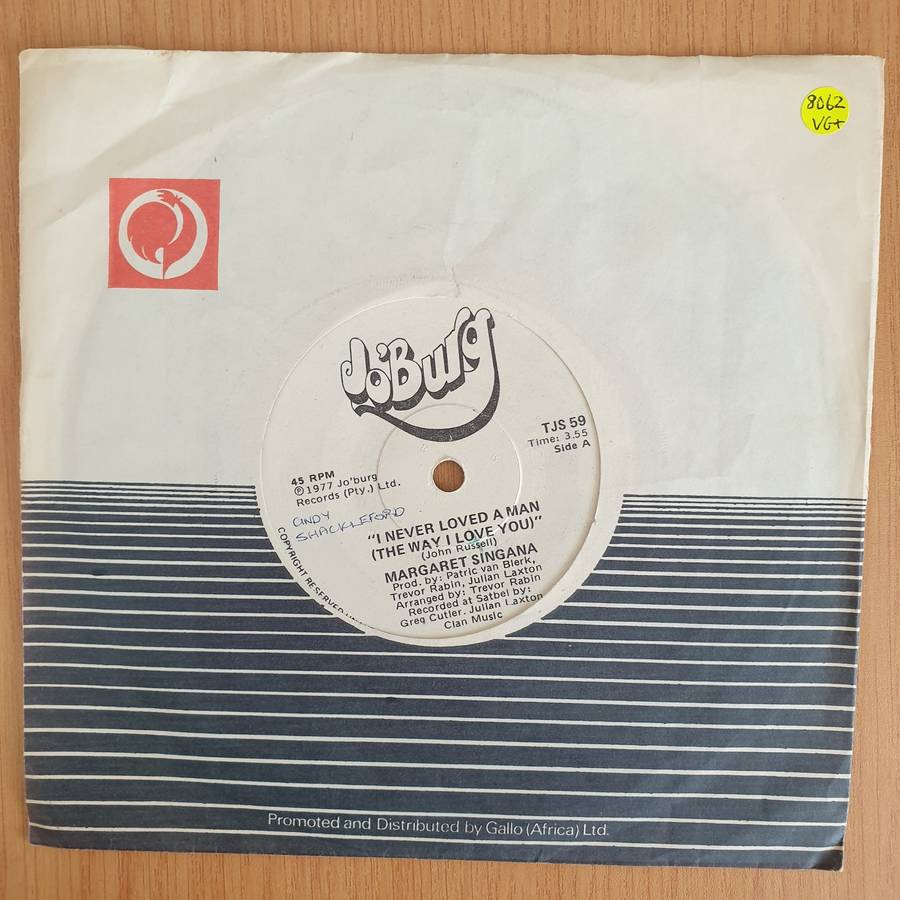 8062
VG+
Jo'Burg
TJS 59
Time: 3.55
Side A
45 RPM
℗1977 Jo'burg
Records (Pty.) Ltd.
CINDY
SHACKLEFORD
"I NEVER LOVED A MAN
(THE WAY I LOVE YOU)"
(John Russell)
MARGARET SINGANA
Prod. by: Patric van Blerk,
Trevor Rabin, Julian Laxton
Arranged by: Trevor Rabin
Recorded at Satbel by:
Greg Cutler, Julian Laxton
Clan Music
COPYRIGHT RESERVED
Promoted and Distributed by Gallo (Africa) Ltd.